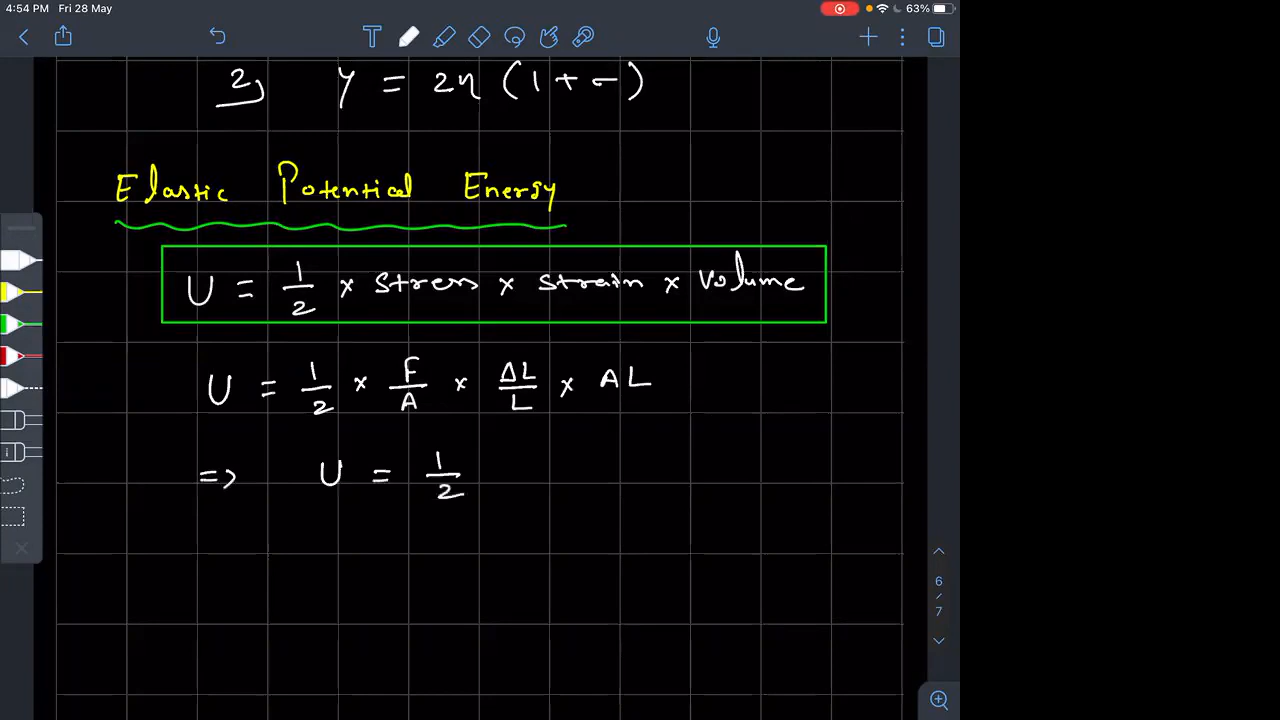 4:54 PM Fri 28 May 63%
2) Y = 2η (1 + σ)
Elastic Potential Energy
U = 1/2 × stress × strain × volume
U = 1/2 × F/A × ΔL/L × AL
=> U = 1/2
6
/
7